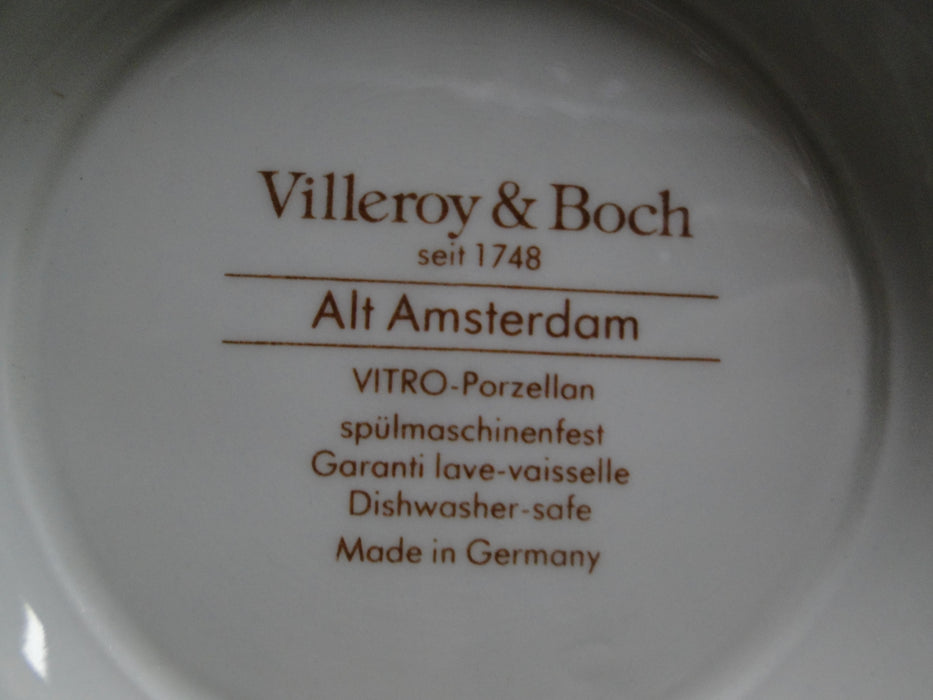 Villeroy & Boch
seit 1748
Alt Amsterdam
VITRO-Porzellan
spülmaschinenfest
Garanti lave-vaisselle
Dishwasher-safe
Made in Germany